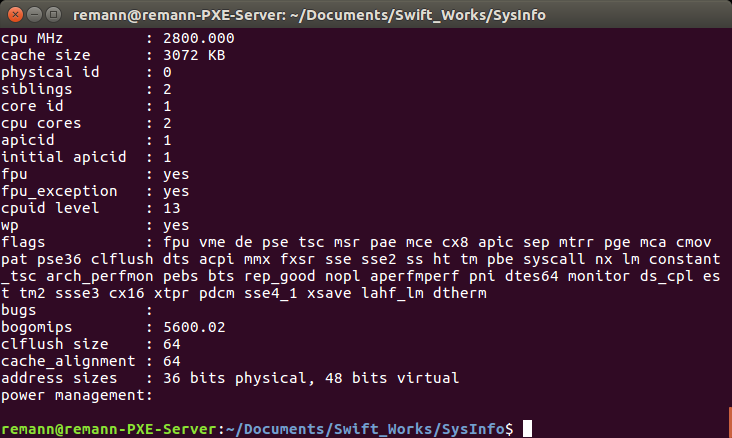 remann@remann-PXE-Server: ~/Documents/Swift_Works/SysInfo
cpu MHz : 2800.000
cache size : 3072 KB
physical id : 0
siblings : 2
core id : 1
cpu cores : 2
apicid : 1
initial apicid : 1
fpu : yes
fpu_exception : yes
cpuid level : 13
wp : yes
flags : fpu vme de pse tsc msr pae mce cx8 apic sep mtrr pge mca cmov
pat pse36 clflush dts acpi mmx fxsr sse sse2 ss ht tm pbe syscall nx lm constant
_tsc arch_perfmon pebs bts rep_good nopl aperfmperf pni dtes64 monitor ds_cpl es
t tm2 ssse3 cx16 xtpr pdcm sse4_1 xsave lahf_lm dtherm
bugs :
bogomips : 5600.02
clflush size : 64
cache_alignment : 64
address sizes : 36 bits physical, 48 bits virtual
power management:
remann@remann-PXE-Server:~/Documents/Swift_Works/SysInfo$